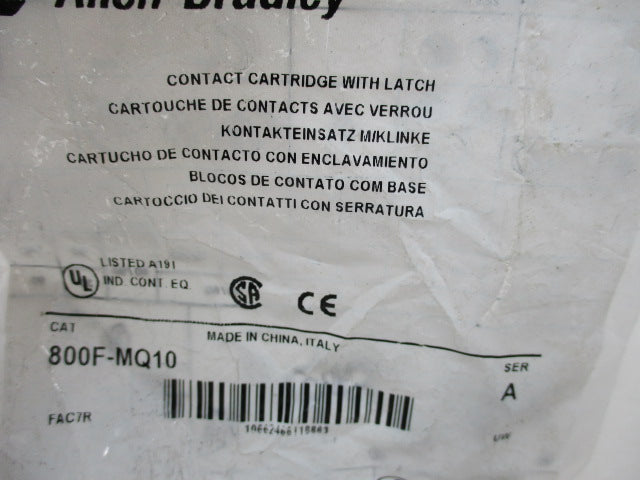 Allen Bradley
CONTACT CARTRIDGE WITH LATCH
CARTOUCHE DE CONTACTS AVEC VERROU
KONTAKTEINSATZ M/KLINKE
CARTUCHO DE CONTACTO CON ENCLAVAMIENTO
BLOCOS DE CONTATO COM BASE
CARTOCCIO DEI CONTATTI CON SERRATURA
UL LISTED A191
IND. CONT. EQ.
SA CE
MADE IN CHINA, ITALY
CAT
800F-MQ10
SER
A
FAC7R